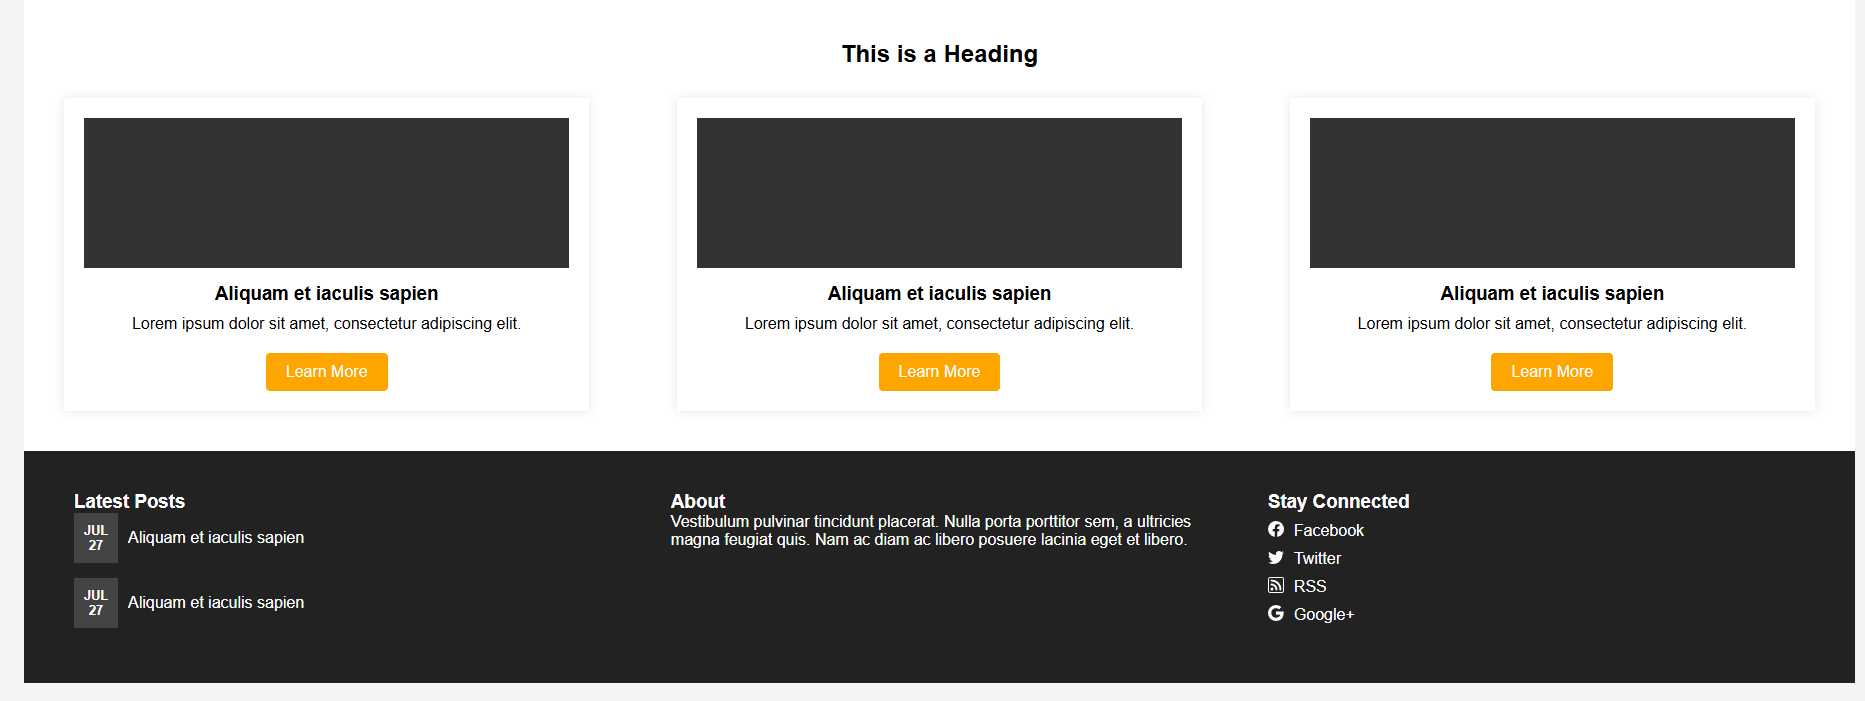 This is a Heading
Aliquam et iaculis sapien
Lorem ipsum dolor sit amet, consectetur adipiscing elit.
Learn More
Aliquam et iaculis sapien
Lorem ipsum dolor sit amet, consectetur adipiscing elit.
Learn More
Aliquam et iaculis sapien
Lorem ipsum dolor sit amet, consectetur adipiscing elit.
Learn More
Latest Posts
JUL
27
Aliquam et iaculis sapien
JUL
27
Aliquam et iaculis sapien
About
Vestibulum pulvinar tincidunt placerat. Nulla porta porttitor sem, a ultricies
magna feugiat quis. Nam ac diam ac libero posuere lacinia eget et libero.
Stay Connected
Facebook
Twitter
RSS
Google+